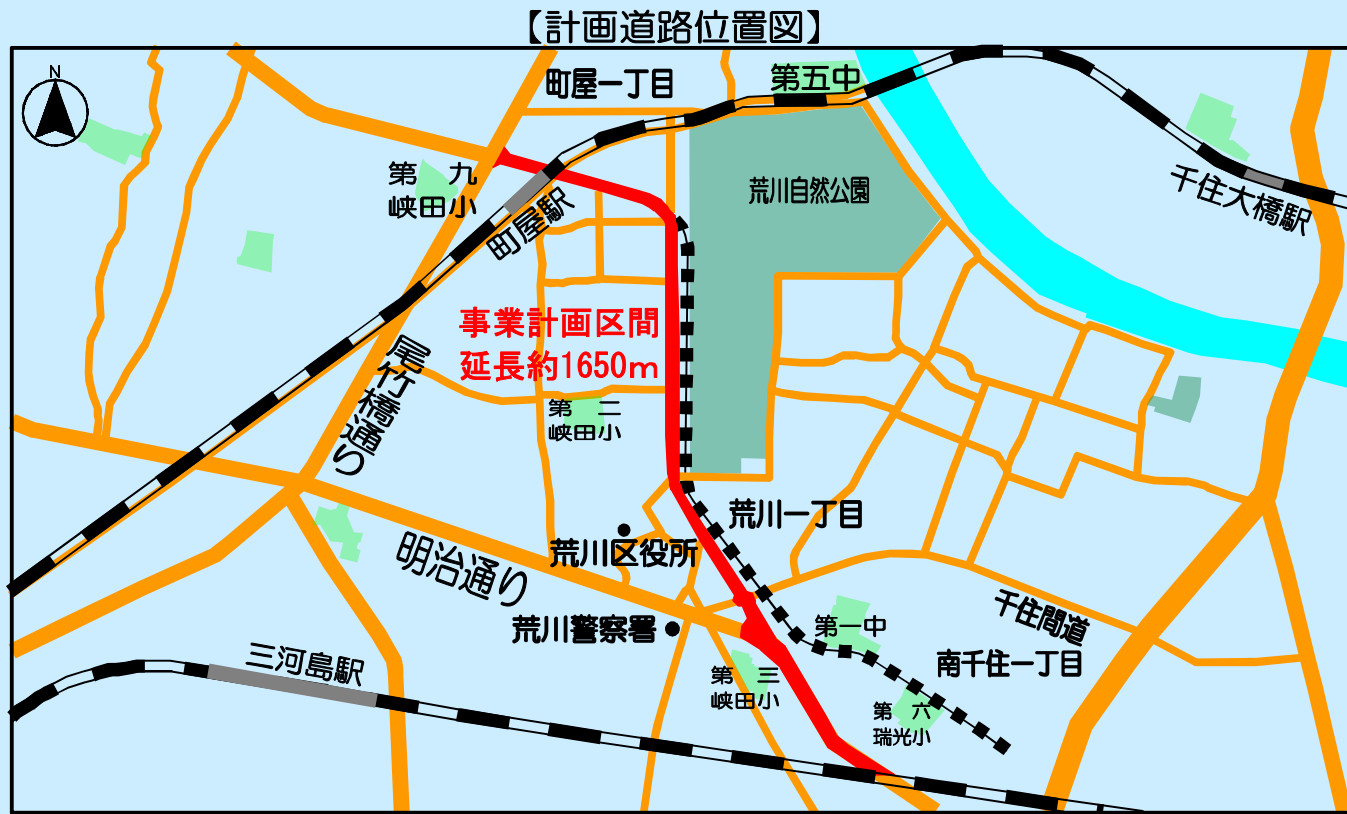 【計画道路位置図】
N
町屋一丁目
第五中
第　九
峡田小
町屋駅
荒川自然公園
千住大橋駅
事業計画区間
延長約1650m
尾竹橋通り
第　二
峡田小
荒川一丁目
荒川区役所
明治通り
荒川警察署
第一中
千住間道
三河島駅
第　三
峡田小
南千住一丁目
第　六
瑞光小